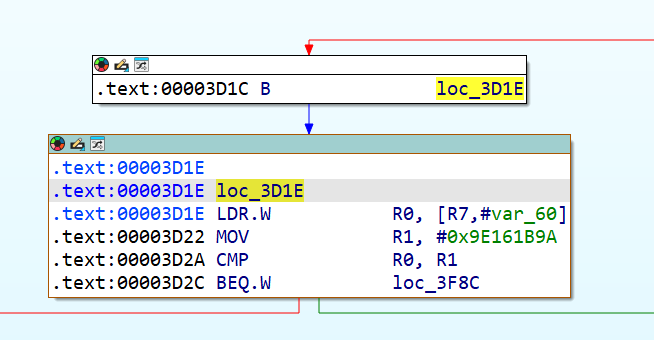 .text:00003D1C B loc_3D1E
.text:00003D1E
.text:00003D1E loc_3D1E
.text:00003D1E LDR.W R0, [R7,#var_60]
.text:00003D22 MOV R1, #0x9E161B9A
.text:00003D2A CMP R0, R1
.text:00003D2C BEQ.W loc_3F8C